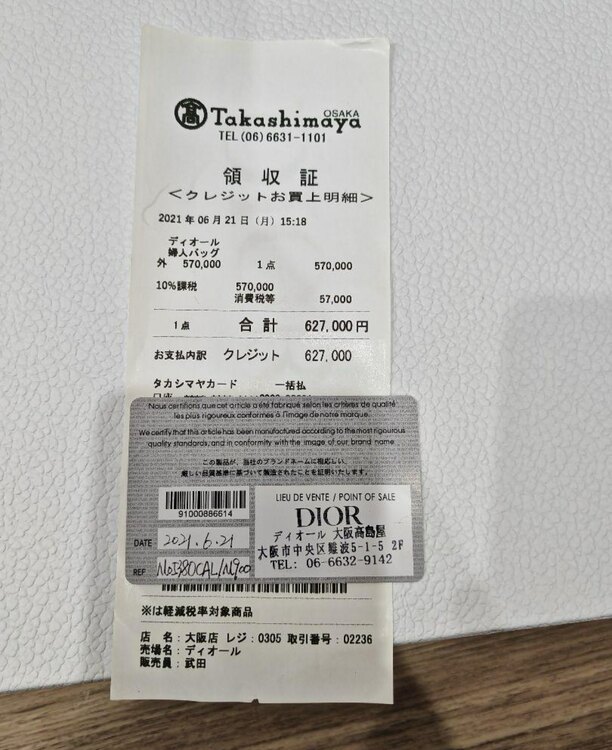 髙 Takashimaya OSAKA
TEL (06) 6631-1101
領収証
<クレジットお買上明細>
2021年06月21日(月) 15:18
ディオール
婦人バッグ
外 570,000 1点 570,000
10%課税 570,000
消費税等 57,000
1点 合計 627,000円
お支払内訳 クレジット 627,000
タカシマヤカード 一括払
Nous certifions que cet article a été fabriqué selon les critères de qualité
les plus rigoureux conformes à l'image de notre marque.
We certify that this article has been manufactured according to the most rigourous
quality standards, and in conformity with the image of our brand name.
この製品が、当社のブランドネームに相応しい、
厳しい品質基準に基づいて製造されたことを証明いたします。
91000886614
DATE 2021.6.21
REF
LIEU DE VENTE / POINT OF SALE
DIOR
ディオール 大阪髙島屋
大阪市中央区難波5-1-5 2F
TEL: 06-6632-9142
※は軽減税率対象商品
店 名:大阪店 レジ:0305 取引番号:02236
売場名:ディオール
販売員:武田